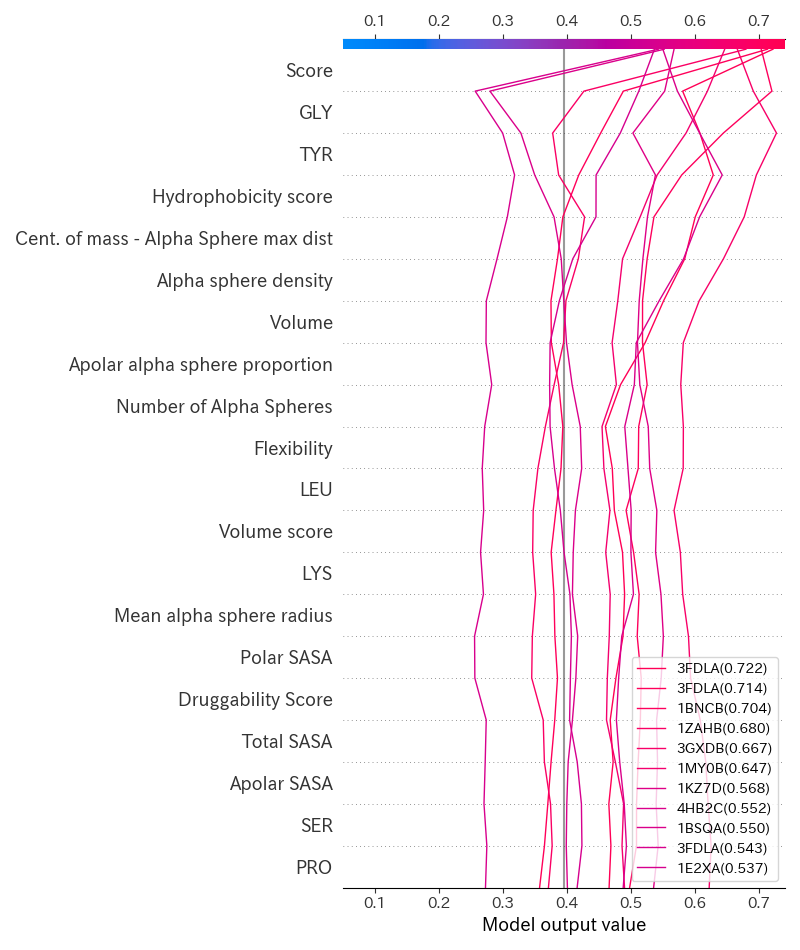 0.1 0.2 0.3 0.4 0.5 0.6 0.7
Score
GLY
TYR
Hydrophobicity score
Cent. of mass - Alpha Sphere max dist
Alpha sphere density
Volume
Apolar alpha sphere proportion
Number of Alpha Spheres
Flexibility
LEU
Volume score
LYS
Mean alpha sphere radius
Polar SASA
Druggability Score
Total SASA
Apolar SASA
SER
PRO
3FDLA(0.722)
3FDLA(0.714)
1BNCB(0.704)
1ZAHB(0.680)
3GXDB(0.667)
1MY0B(0.647)
1KZ7D(0.568)
4HB2C(0.552)
1BSQA(0.550)
3FDLA(0.543)
1E2XA(0.537)
0.1 0.2 0.3 0.4 0.5 0.6 0.7
Model output value